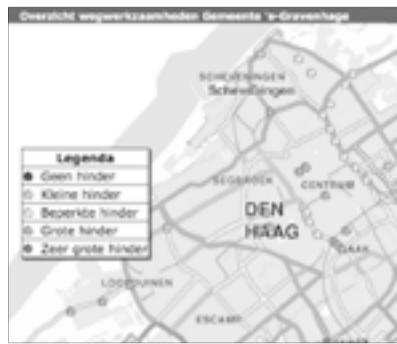 Overzicht wegwerkzaamheden Gemeente 's-Gravenhage
SCHEVENINGEN
Scheveningen
Legenda
Geen hinder
Kleine hinder
Beperkte hinder
Grote hinder
Zeer grote hinder
SEGBROEK
CENTRUM
DEN
HAAG
LAAK
LOOSDUINEN
ESCAMP